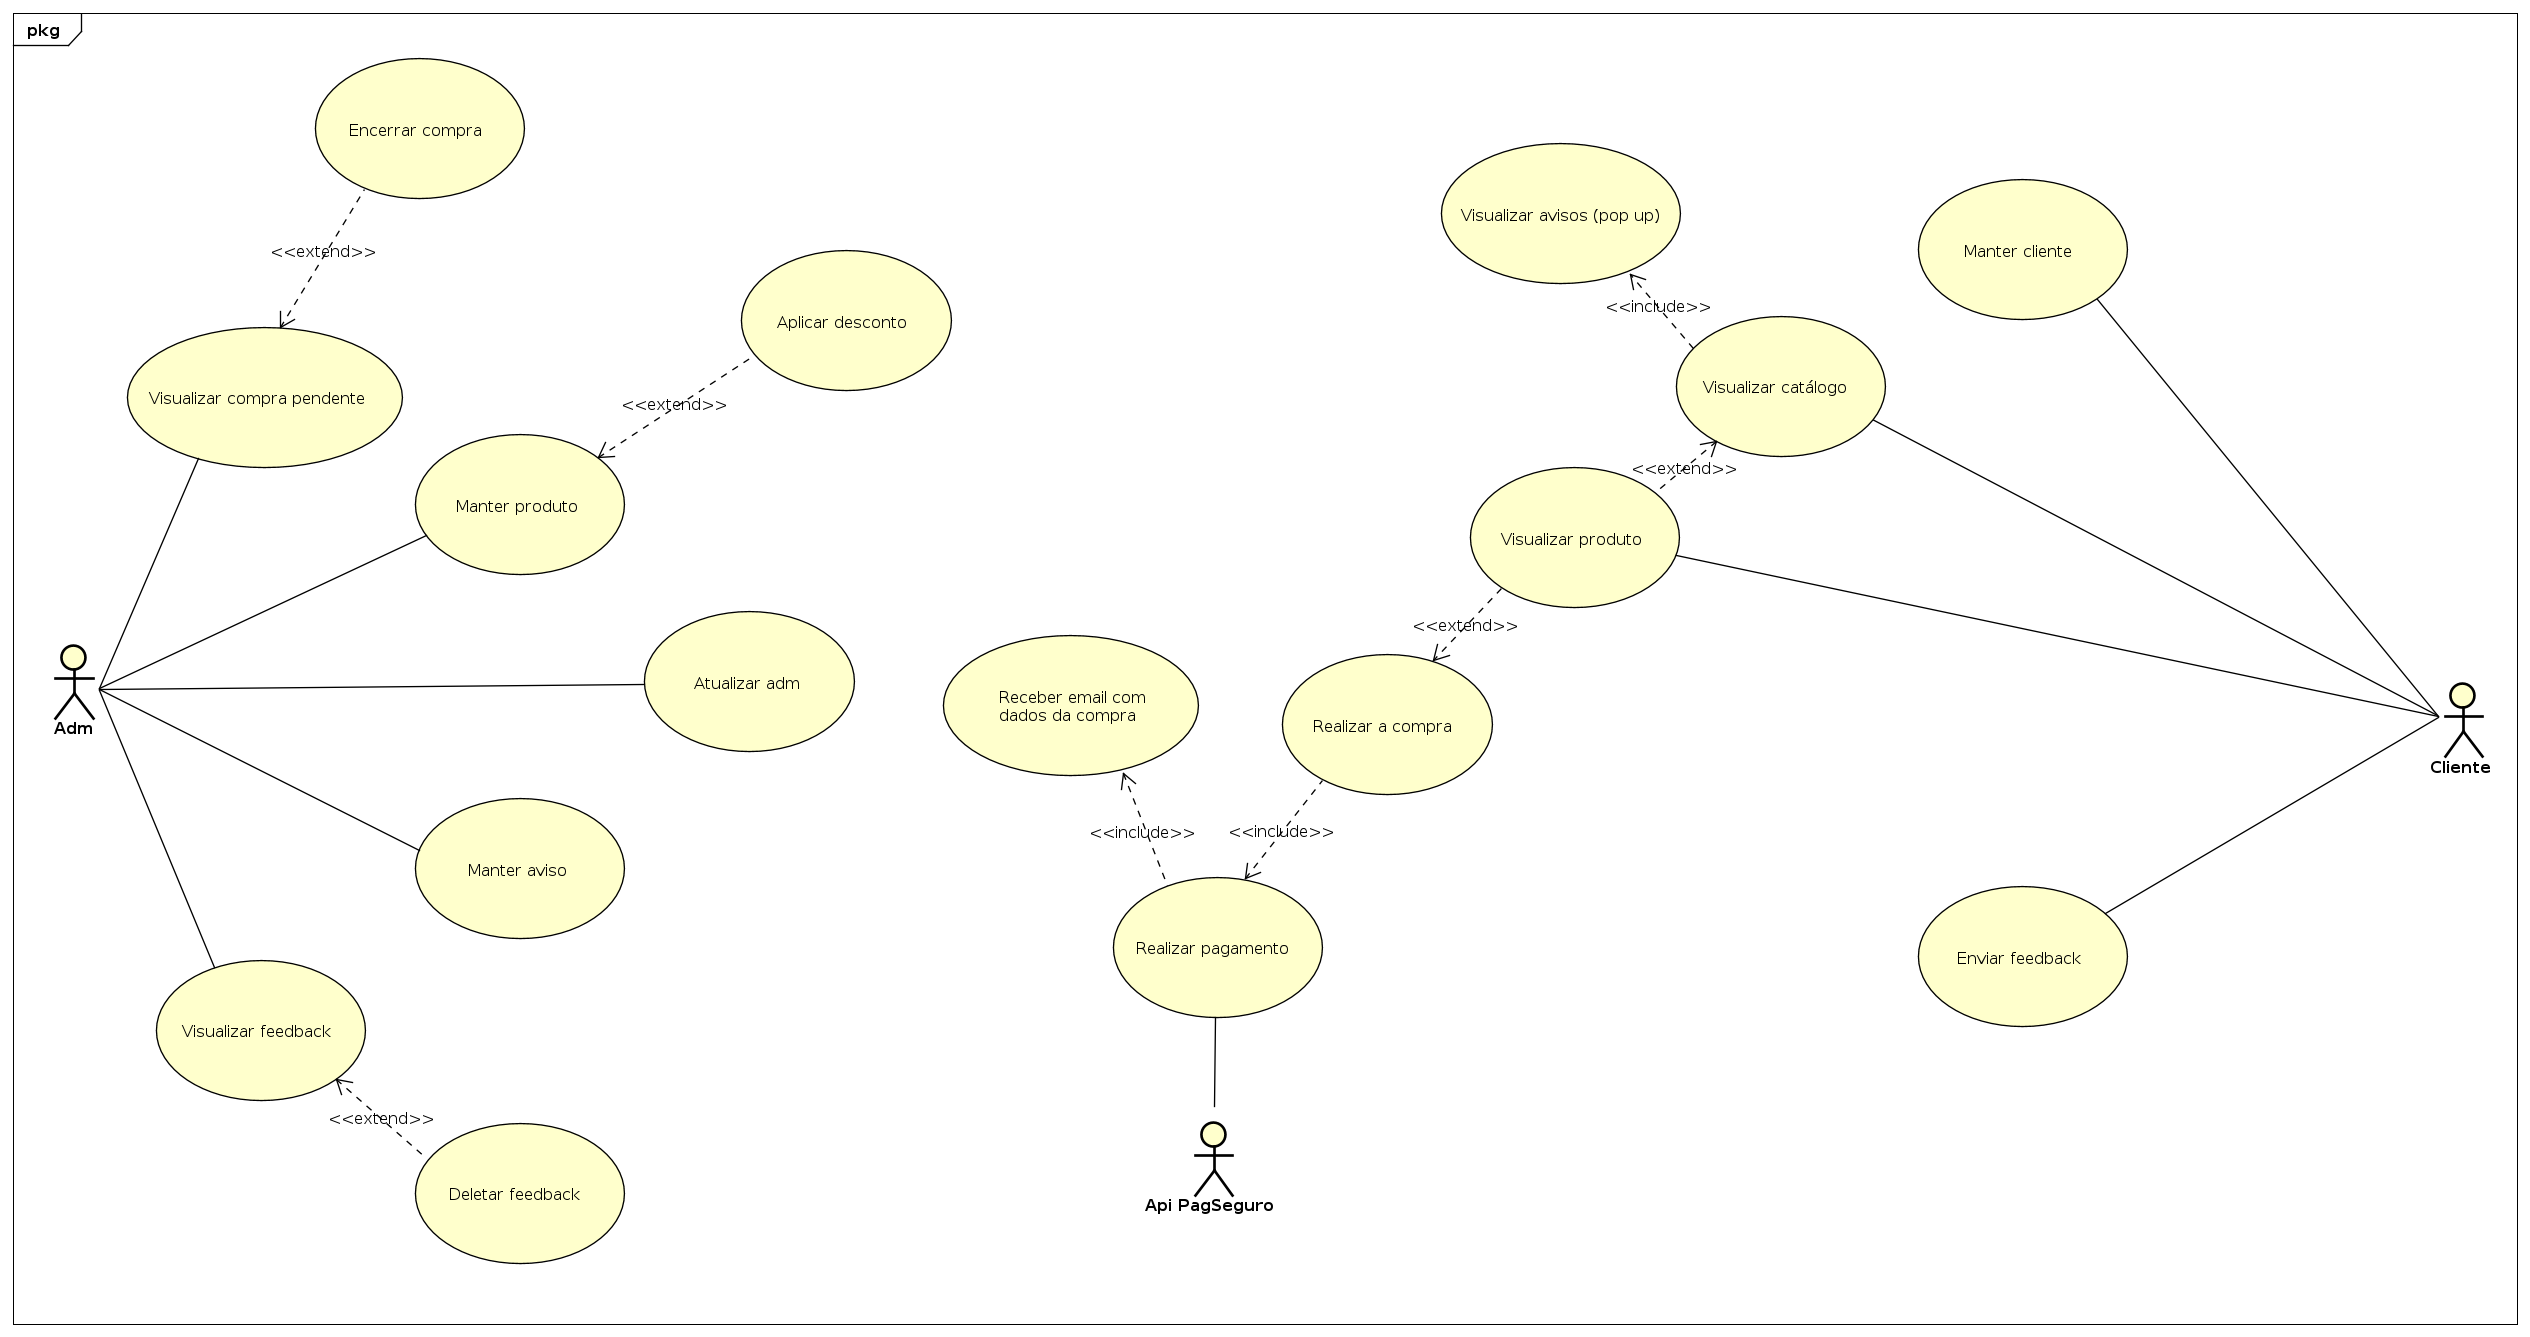 pkg
Encerrar compra
<<extend>>
Visualizar compra pendente
Aplicar desconto
<<extend>>
Manter produto
Atualizar adm
Adm
Manter aviso
Visualizar feedback
<<extend>>
Deletar feedback
Visualizar avisos (pop up)
<<include>>
Visualizar catálogo
<<extend>>
Visualizar produto
<<extend>>
Realizar a compra
Receber email com
dados da compra
<<include>>
<<include>>
Realizar pagamento
Api PagSeguro
Manter cliente
Cliente
Enviar feedback